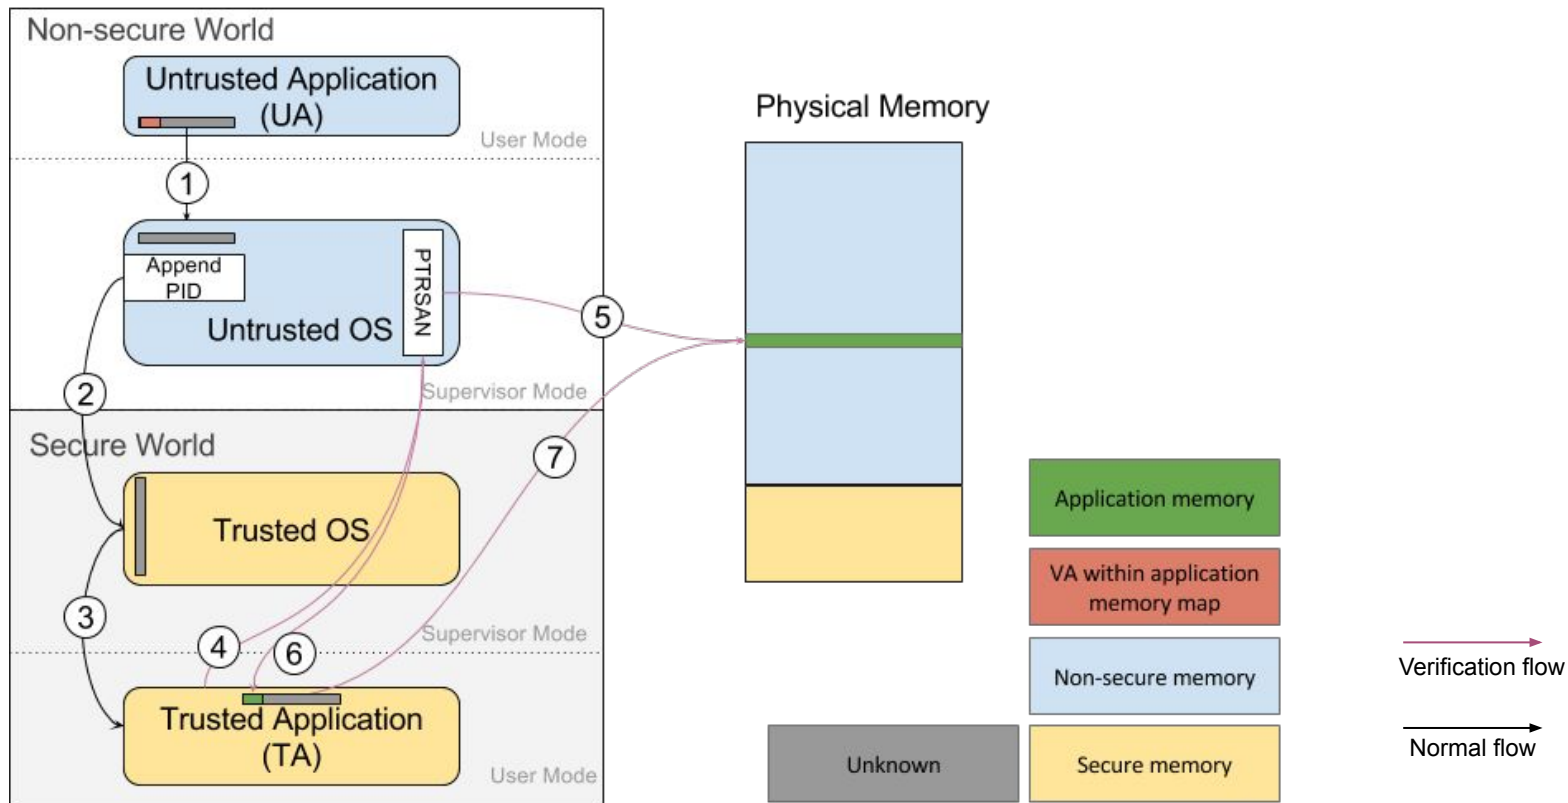 Non-secure World
Untrusted Application
(UA)
User Mode
1
Append
PID
PTRSAN
Untrusted OS
Supervisor Mode
2
5
Secure World
Trusted OS
7
3
4
6
Supervisor Mode
Trusted Application
(TA)
User Mode
Physical Memory
Application memory
VA within application
memory map
Non-secure memory
Unknown
Secure memory
Verification flow
Normal flow